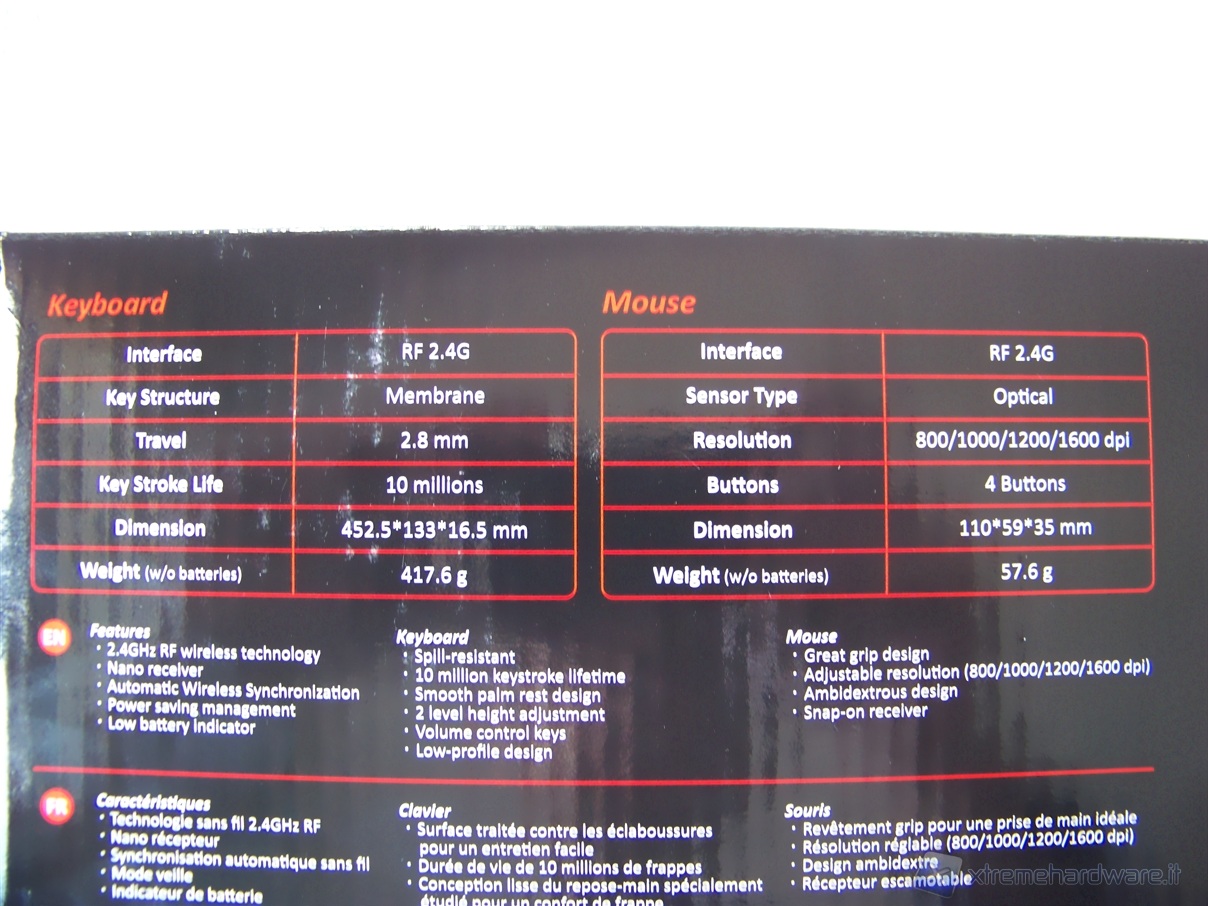 Keyboard
Interface RF 2.4G
Key Structure Membrane
Travel 2.8 mm
Key Stroke Life 10 millions
Dimension 452.5*133*16.5 mm
Weight (w/o batteries) 417.6 g
Mouse
Interface RF 2.4G
Sensor Type Optical
Resolution 800/1000/1200/1600 dpi
Buttons 4 Buttons
Dimension 110*59*35 mm
Weight (w/o batteries) 57.6 g
EN
Features
· 2.4GHz RF wireless technology
· Nano receiver
· Automatic Wireless Synchronization
· Power saving management
· Low battery indicator
Keyboard
· Spill-resistant
· 10 million keystroke lifetime
· Smooth palm rest design
· 2 level height adjustment
· Volume control keys
· Low-profile design
Mouse
· Great grip design
· Adjustable resolution (800/1000/1200/1600 dpi)
· Ambidextrous design
· Snap-on receiver
FR
Caractéristiques
· Technologie sans fil 2.4GHz RF
· Nano récepteur
· Synchronisation automatique sans fil
· Mode veille
· Indicateur de batterie
Clavier
· Surface traitée contre les éclaboussures
pour un entretien facile
· Durée de vie de 10 millions de frappes
· Conception lisse du repose-main spécialement
étudié pour un confort de frappe
Souris
· Revêtement grip pour une prise de main idéale
· Résolution réglable (800/1000/1200/1600 dpi)
· Design ambidextre
· Récepteur escamotable
xtremehardware.it